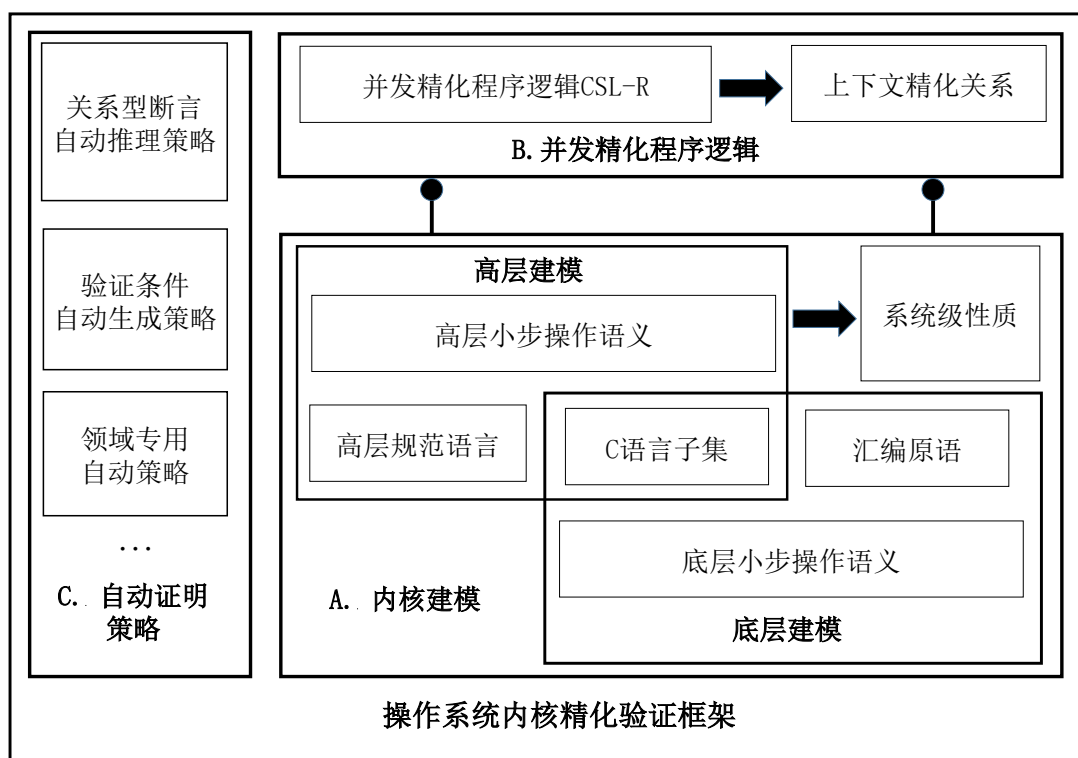 关系型断言
自动推理策略
验证条件
自动生成策略
领域专用
自动策略
...
C. 自动证明
策略
并发精化程序逻辑CSL-R
上下文精化关系
B.并发精化程序逻辑
高层建模
高层小步操作语义
系统级性质
高层规范语言
C语言子集
汇编原语
底层小步操作语义
A. 内核建模
底层建模
操作系统内核精化验证框架